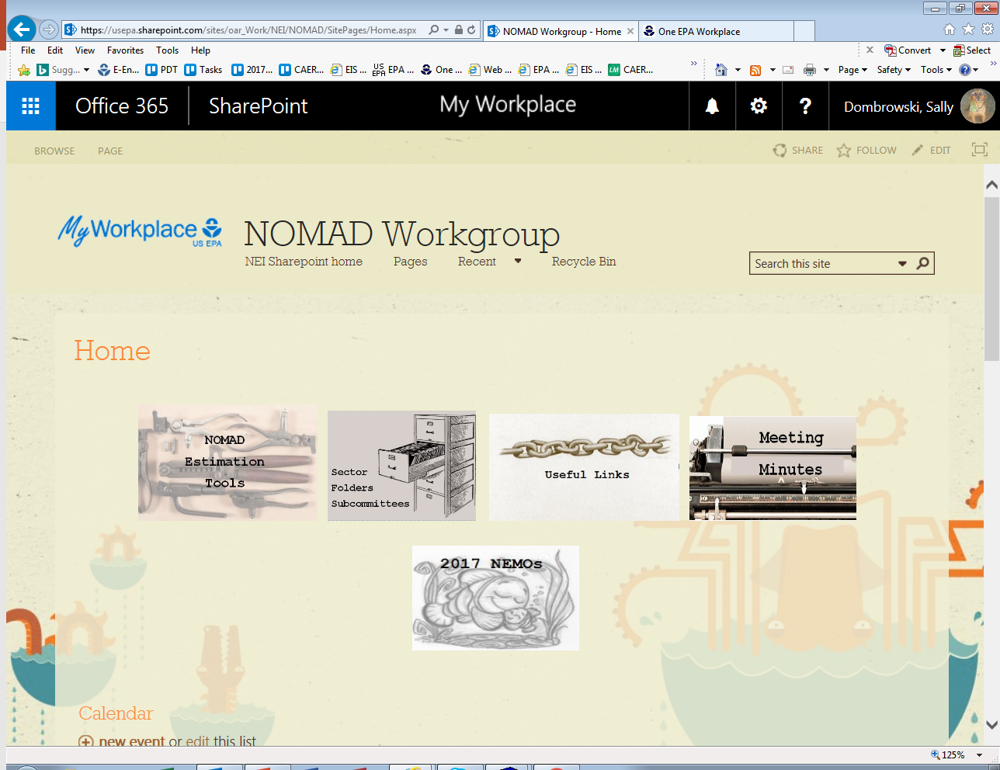 https://usepa.sharepoint.com/sites/oar_Work/NEI/NOMAD/SitePages/Home.aspx
NOMAD Workgroup - Home
One EPA Workplace
File Edit View Favorites Tools Help
Convert
Select
Sugg...
E-En...
PDT
Tasks
2017...
CAER...
EIS ...
US EPA EPA ...
One ...
Web ...
EPA ...
EIS ...
LM CAER...
Page
Safety
Tools
Office 365
SharePoint
My Workplace
?
Dombrowski, Sally
BROWSE PAGE
SHARE FOLLOW EDIT
MyWorkplace
US EPA
NOMAD Workgroup
NEI Sharepoint home Pages Recent Recycle Bin
Search this site
Home
NOMAD
Estimation
Tools
Sector
Folders
Subcommittees
Useful Links
Meeting
Minutes
2017 NEMOs
Calendar
new event or edit this list
125%